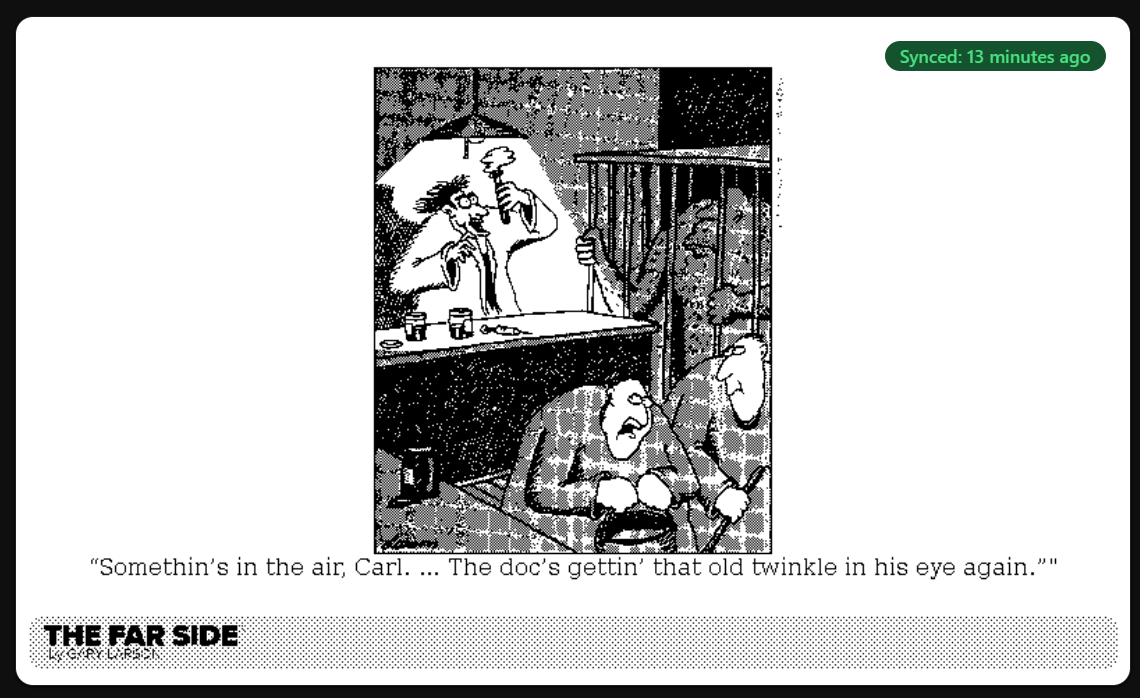 Synced: 13 minutes ago
“Somethin’s in the air, Carl. ... The doc’s gettin’ that old twinkle in his eye again.”"
THE FAR SIDE
by GARY LARSON